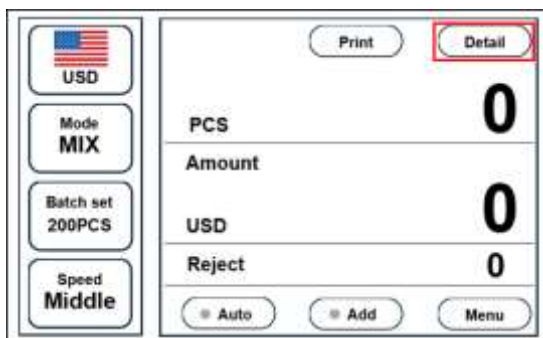 USD
Mode
MIX
Batch set
200PCS
Speed
Middle
Print Detail
PCS 0
Amount
USD 0
Reject 0
Auto Add Menu